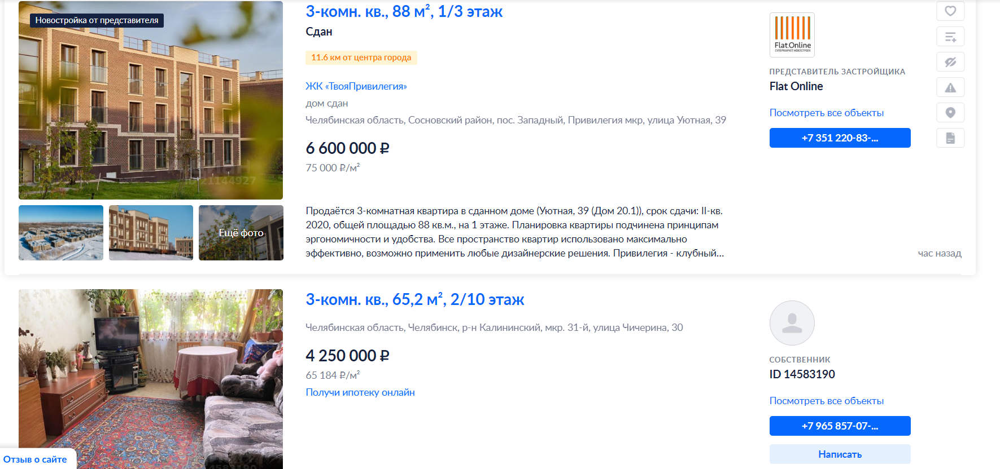 Новостройка от представителя
3-комн. кв., 88 м², 1/3 этаж
Сдан
11.6 км от центра города
ЖК «ТвояПривилегия»
дом сдан
Челябинская область, Сосновский район, пос. Западный, Привилегия мкр, улица Уютная, 39
6 600 000 ₽
75 000 ₽/м²
ID 21144927
Ещё фото
Продаётся 3-комнатная квартира в сданном доме (Уютная, 39 (Дом 20.1)), срок сдачи: II-кв.
2020, общей площадью 88 кв.м., на 1 этаже. Планировка квартиры подчинена принципам
эргономичности и удобства. Все пространство квартир использовано максимально
эффективно, возможно применить любые дизайнерские решения. Привилегия - клубный...
Flat.Online
СУПЕРМАРКЕТ НОВОСТРОЕК
ПРЕДСТАВИТЕЛЬ ЗАСТРОЙЩИКА
Flat Online
Посмотреть все объекты
+7 351 220-83-...
час назад
3-комн. кв., 65,2 м², 2/10 этаж
Челябинская область, Челябинск, р-н Калининский, мкр. 31-й, улица Чичерина, 30
4 250 000 ₽
65 184 ₽/м²
Получи ипотеку онлайн
СОБСТВЕННИК
ID 14583190
Посмотреть все объекты
+7 965 857-07-...
Написать
Отзыв о сайте